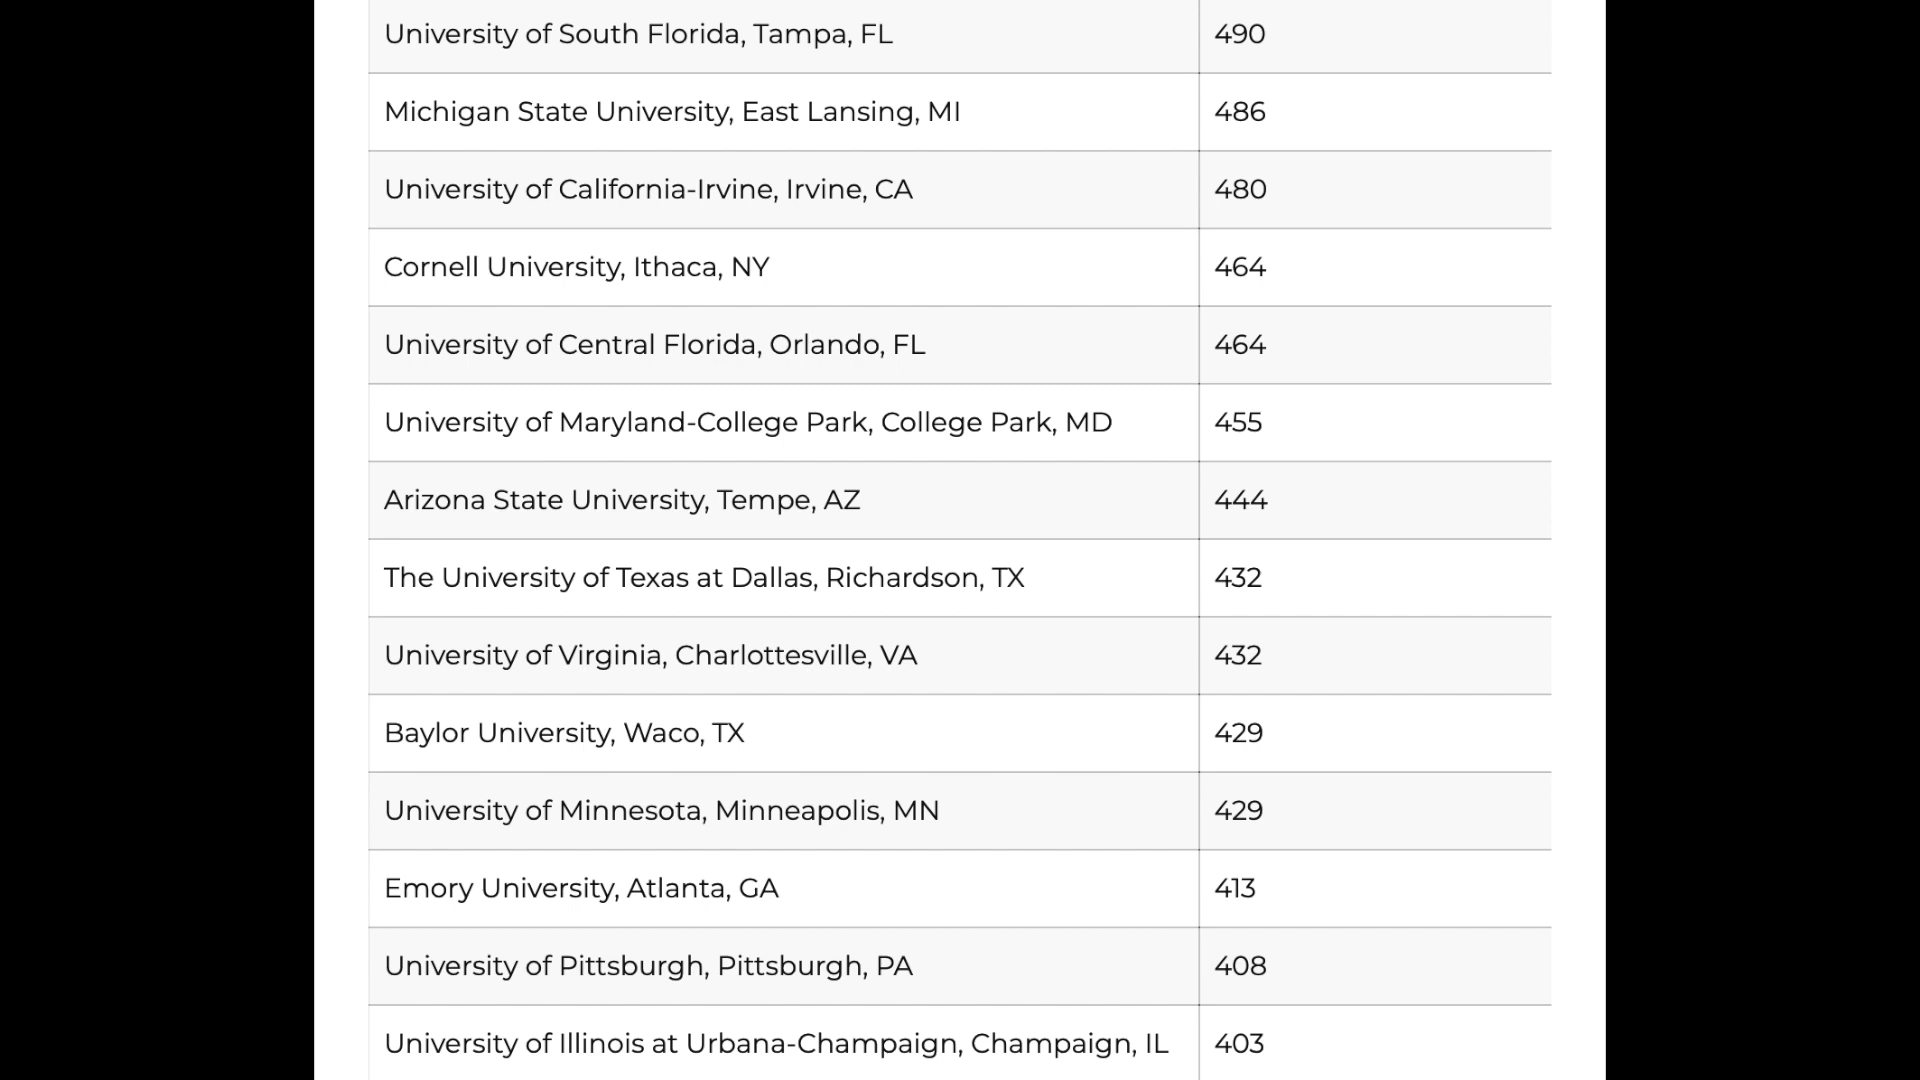 University of South Florida, Tampa, FL 490
Michigan State University, East Lansing, MI 486
University of California-Irvine, Irvine, CA 480
Cornell University, Ithaca, NY 464
University of Central Florida, Orlando, FL 464
University of Maryland-College Park, College Park, MD 455
Arizona State University, Tempe, AZ 444
The University of Texas at Dallas, Richardson, TX 432
University of Virginia, Charlottesville, VA 432
Baylor University, Waco, TX 429
University of Minnesota, Minneapolis, MN 429
Emory University, Atlanta, GA 413
University of Pittsburgh, Pittsburgh, PA 408
University of Illinois at Urbana-Champaign, Champaign, IL 403